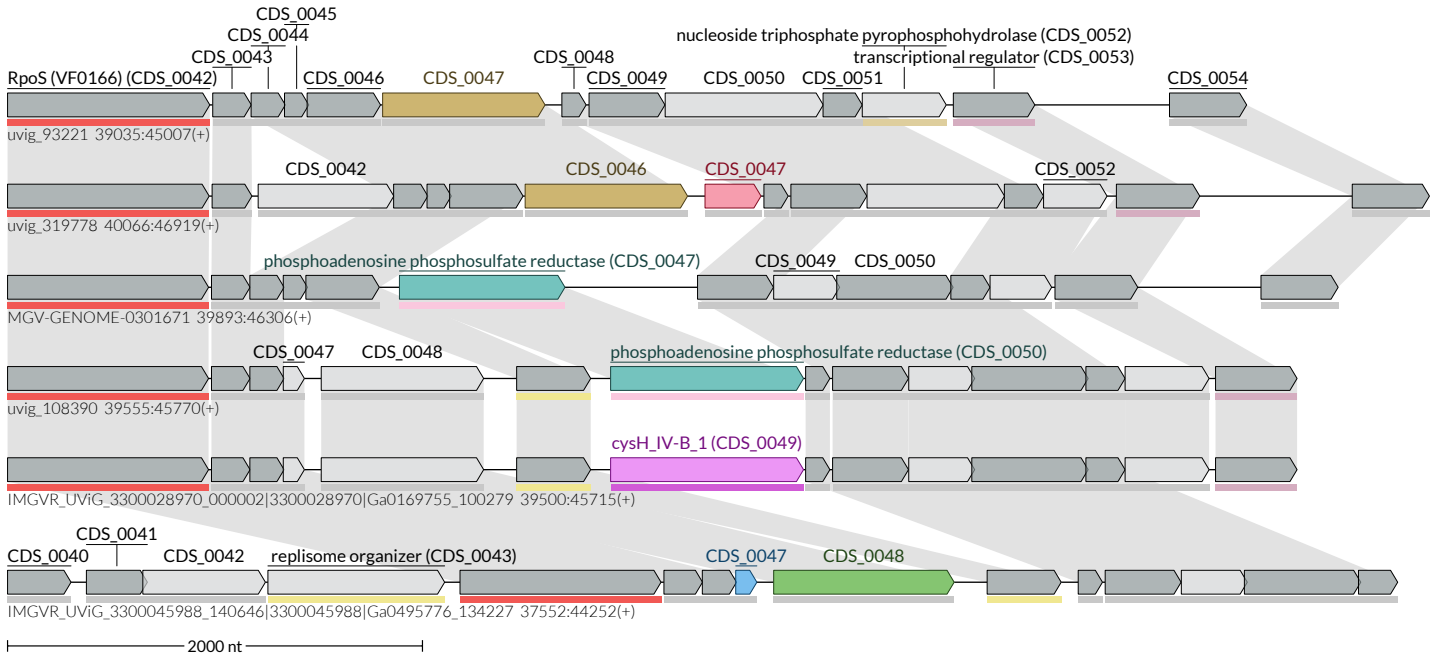 CDS_0045
CDS_0044
nucleoside triphosphate pyrophosphohydrolase (CDS_0052)
CDS_0043 CDS_0048 transcriptional regulator (CDS_0053)
RpoS (VF0166) (CDS_0042) CDS_0046 CDS_0047 CDS_0049 CDS_0050 CDS_0051 CDS_0054
uvig_93221 39035:45007(+)
CDS_0042 CDS_0046 CDS_0047 CDS_0052
uvig_319778 40066:46919(+)
phosphoadenosine phosphosulfate reductase (CDS_0047) CDS_0049 CDS_0050
MGV-GENOME-0301671 39893:46306(+)
CDS_0047 CDS_0048 phosphoadenosine phosphosulfate reductase (CDS_0050)
uvig_108390 39555:45770(+)
cysH_IV-B_1 (CDS_0049)
IMGVR_UViG_3300028970_000002|3300028970|Ga0169755_100279 39500:45715(+)
CDS_0041
CDS_0040 CDS_0042 replisome organizer (CDS_0043) CDS_0047 CDS_0048
IMGVR_UViG_3300045988_140646|3300045988|Ga0495776_134227 37552:44252(+)
2000 nt